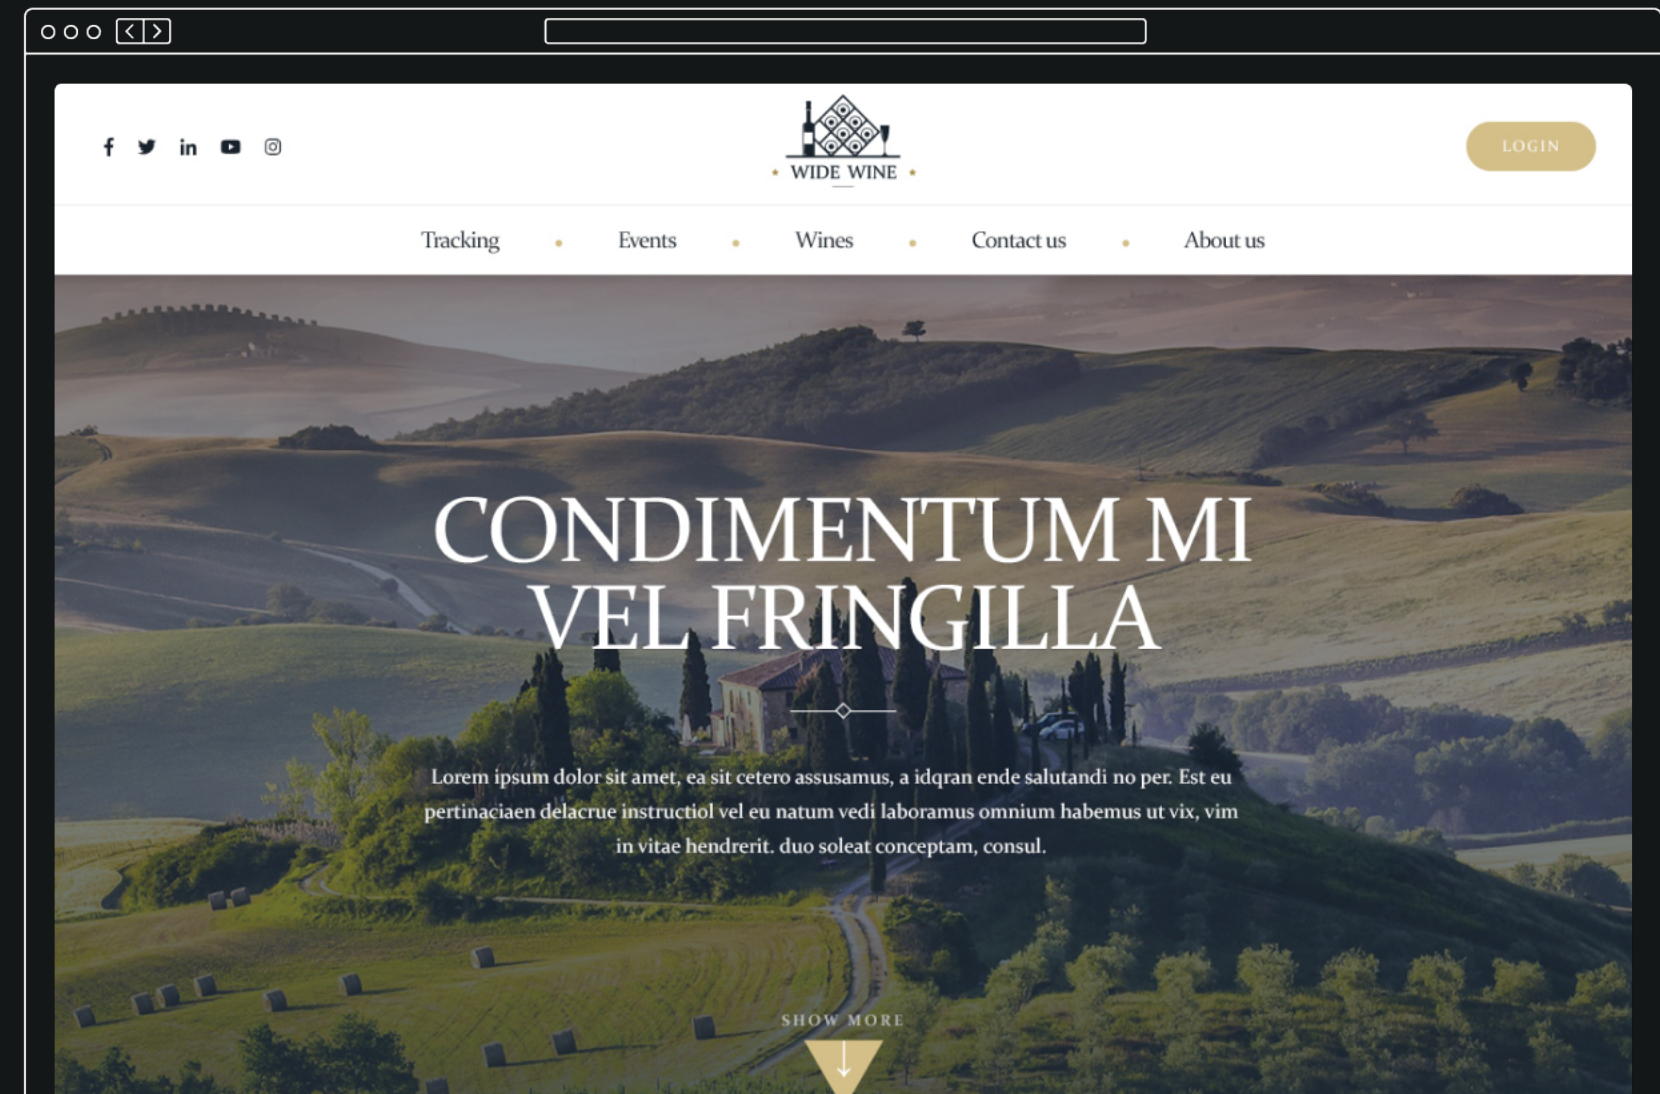 WIDE WINE
LOGIN
Tracking
Events
Wines
Contact us
About us
CONDIMENTUM MI
VEL FRINGILLA
Lorem ipsum dolor sit amet, ea sit cetero assusamus, a idqran ende salutandi no per. Est eu
pertinaciaen delacrue instructiol vel eu natum vedi laboramus omnium habemus ut vix, vim
in vitae hendrerit. duo soleat conceptam, consul.
SHOW MORE